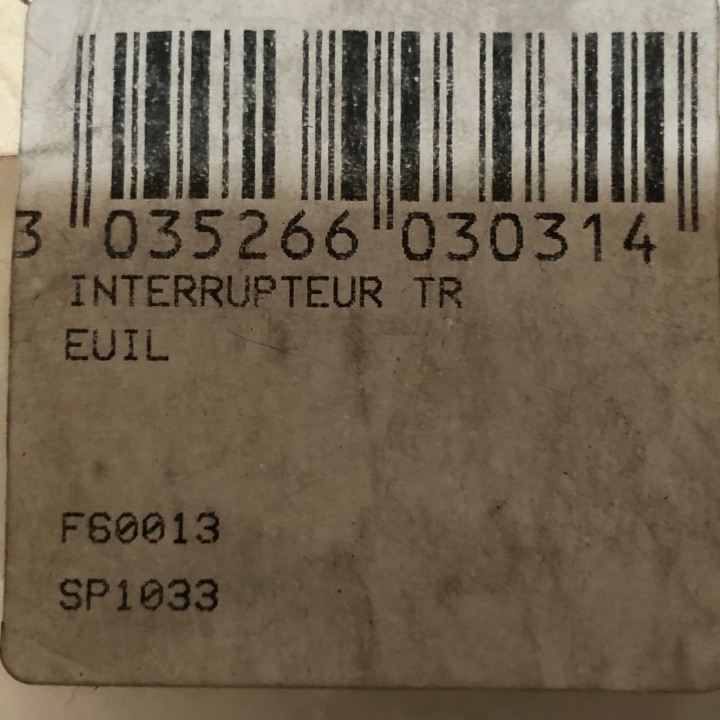 3 035266 030314
INTERRUPTEUR TR
EUIL
F60013
SP1033